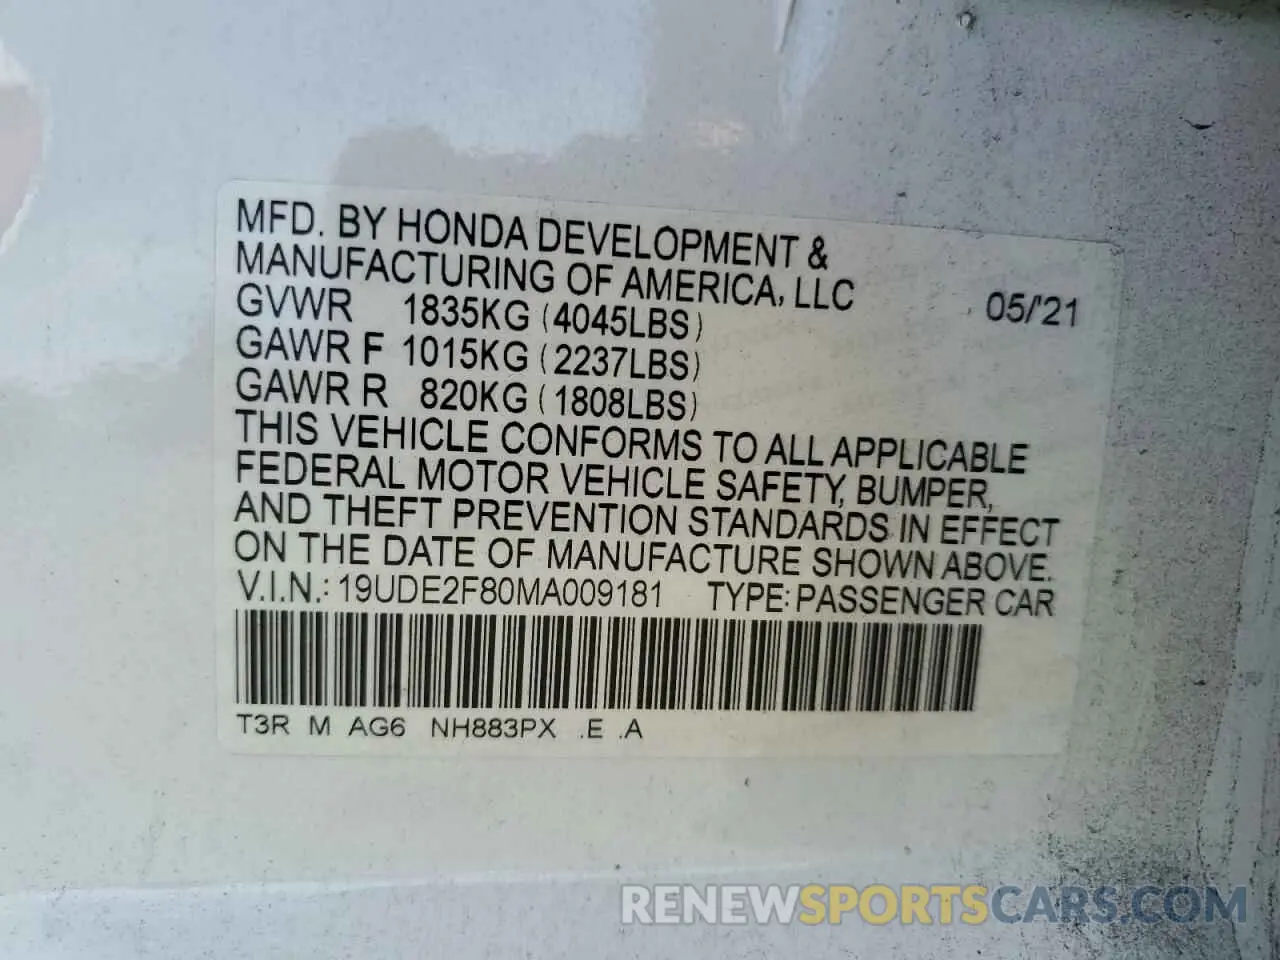 MFD. BY HONDA DEVELOPMENT &
MANUFACTURING OF AMERICA, LLC 05/'21
GVWR 1835KG (4045LBS)
GAWR F 1015KG (2237LBS)
GAWR R 820KG (1808LBS)
THIS VEHICLE CONFORMS TO ALL APPLICABLE
FEDERAL MOTOR VEHICLE SAFETY, BUMPER,
AND THEFT PREVENTION STANDARDS IN EFFECT
ON THE DATE OF MANUFACTURE SHOWN ABOVE.
V.I.N.: 19UDE2F80MA009181 TYPE: PASSENGER CAR
T3R M AG6 NH883PX .E .A
RENEWSPORTSCARS.COM